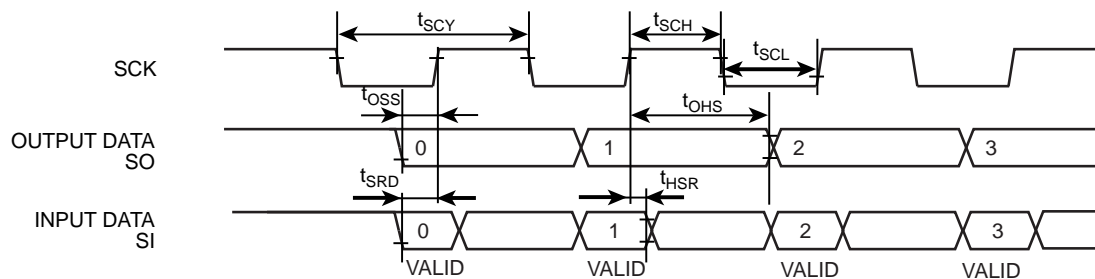 tSCY
tSCH
tSCL
SCK
tOSS
tOHS
OUTPUT DATA
SO
0
1
2
3
tSRD
tHSR
INPUT DATA
SI
0
1
2
3
VALID
VALID
VALID
VALID